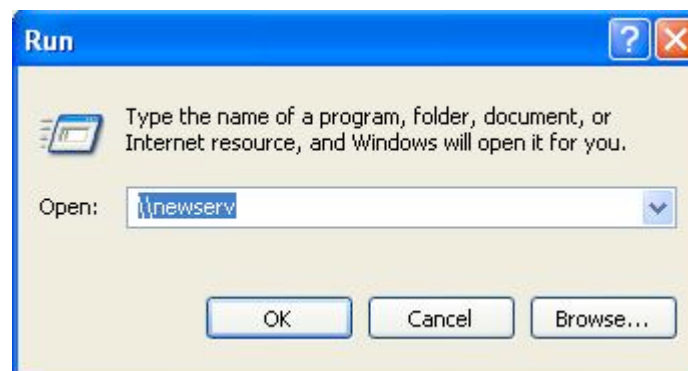 Run
Type the name of a program, folder, document, or
Internet resource, and Windows will open it for you.
Open: \\newserv
OK Cancel Browse...